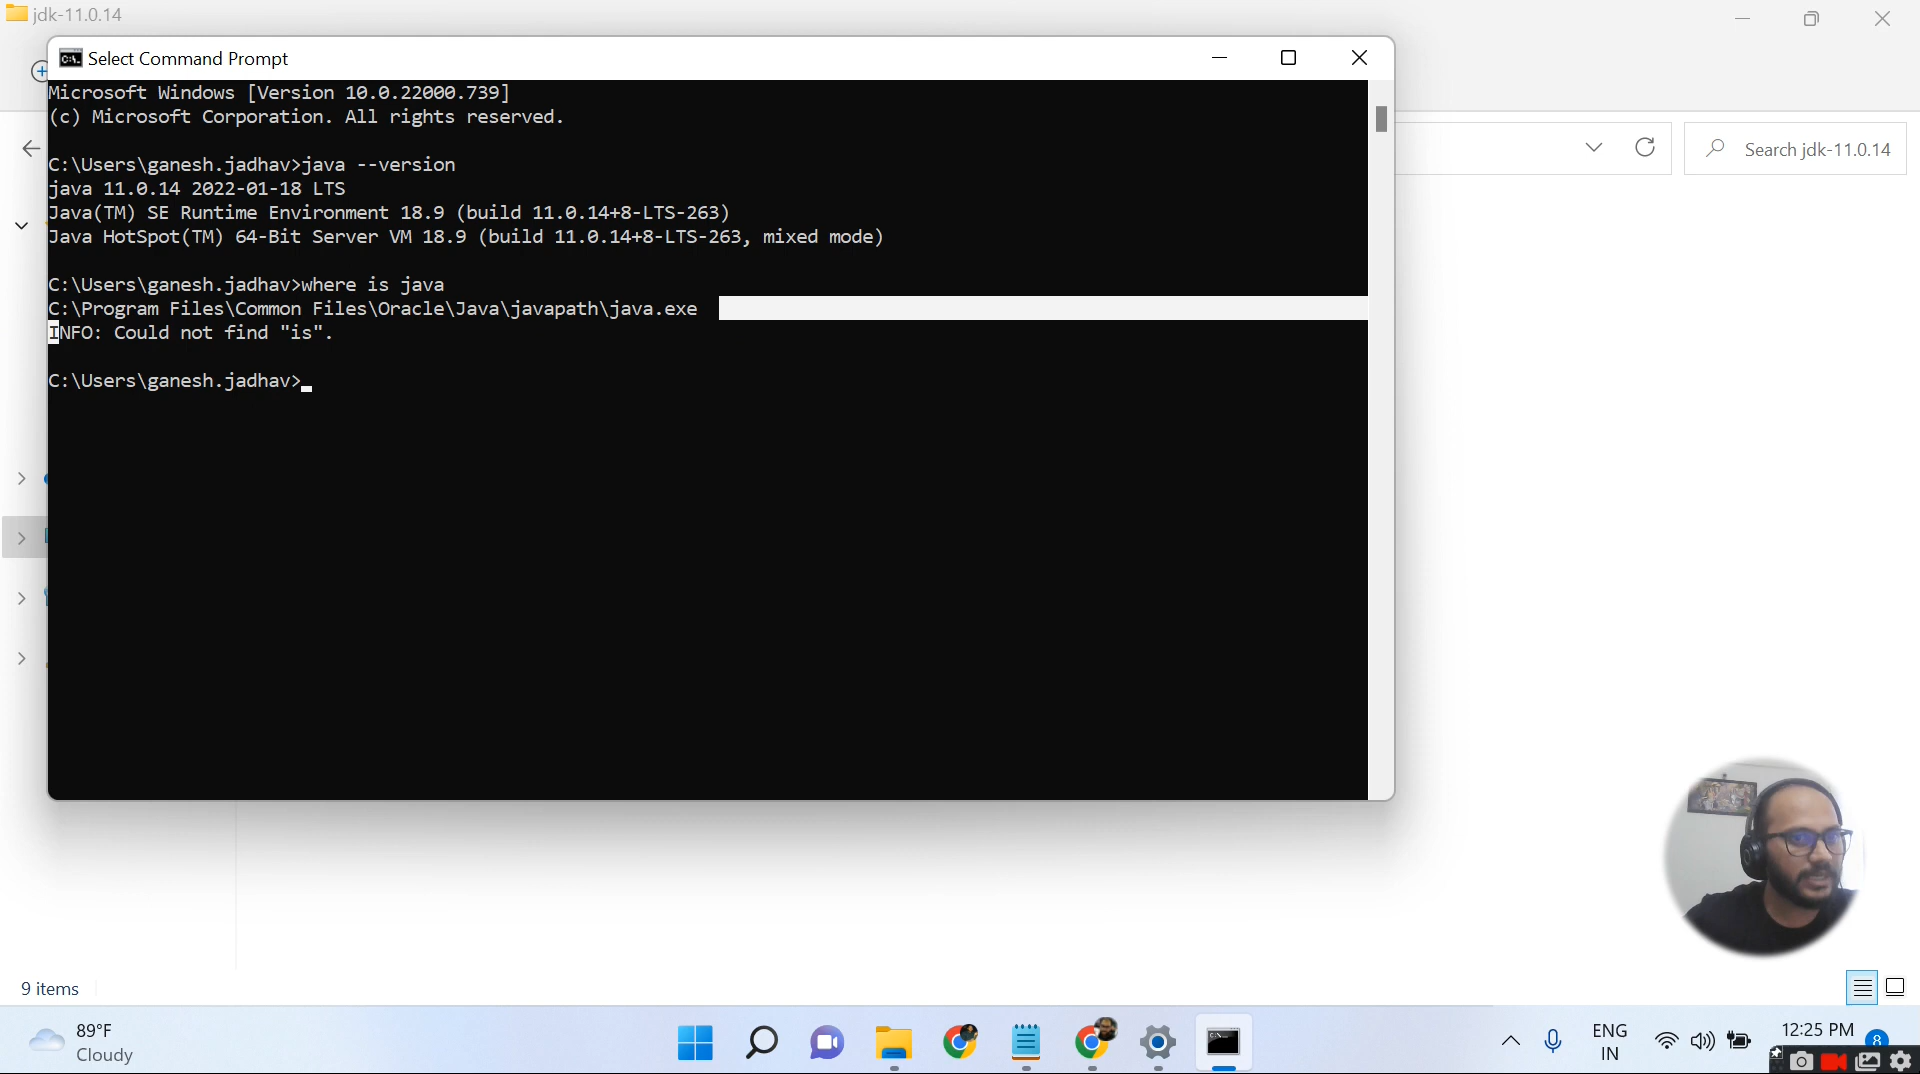 jdk-11.0.14
Select Command Prompt
Microsoft Windows [Version 10.0.22000.739]
(c) Microsoft Corporation. All rights reserved.
C:\Users\ganesh.jadhav>java --version
java 11.0.14 2022-01-18 LTS
Java(TM) SE Runtime Environment 18.9 (build 11.0.14+8-LTS-263)
Java HotSpot(TM) 64-Bit Server VM 18.9 (build 11.0.14+8-LTS-263, mixed mode)
C:\Users\ganesh.jadhav>where is java
C:\Program Files\Common Files\Oracle\Java\javapath\java.exe
INFO: Could not find "is".
C:\Users\ganesh.jadhav>
Search jdk-11.0.14
9 items
89°F
Cloudy
ENG
IN
12:25 PM
8